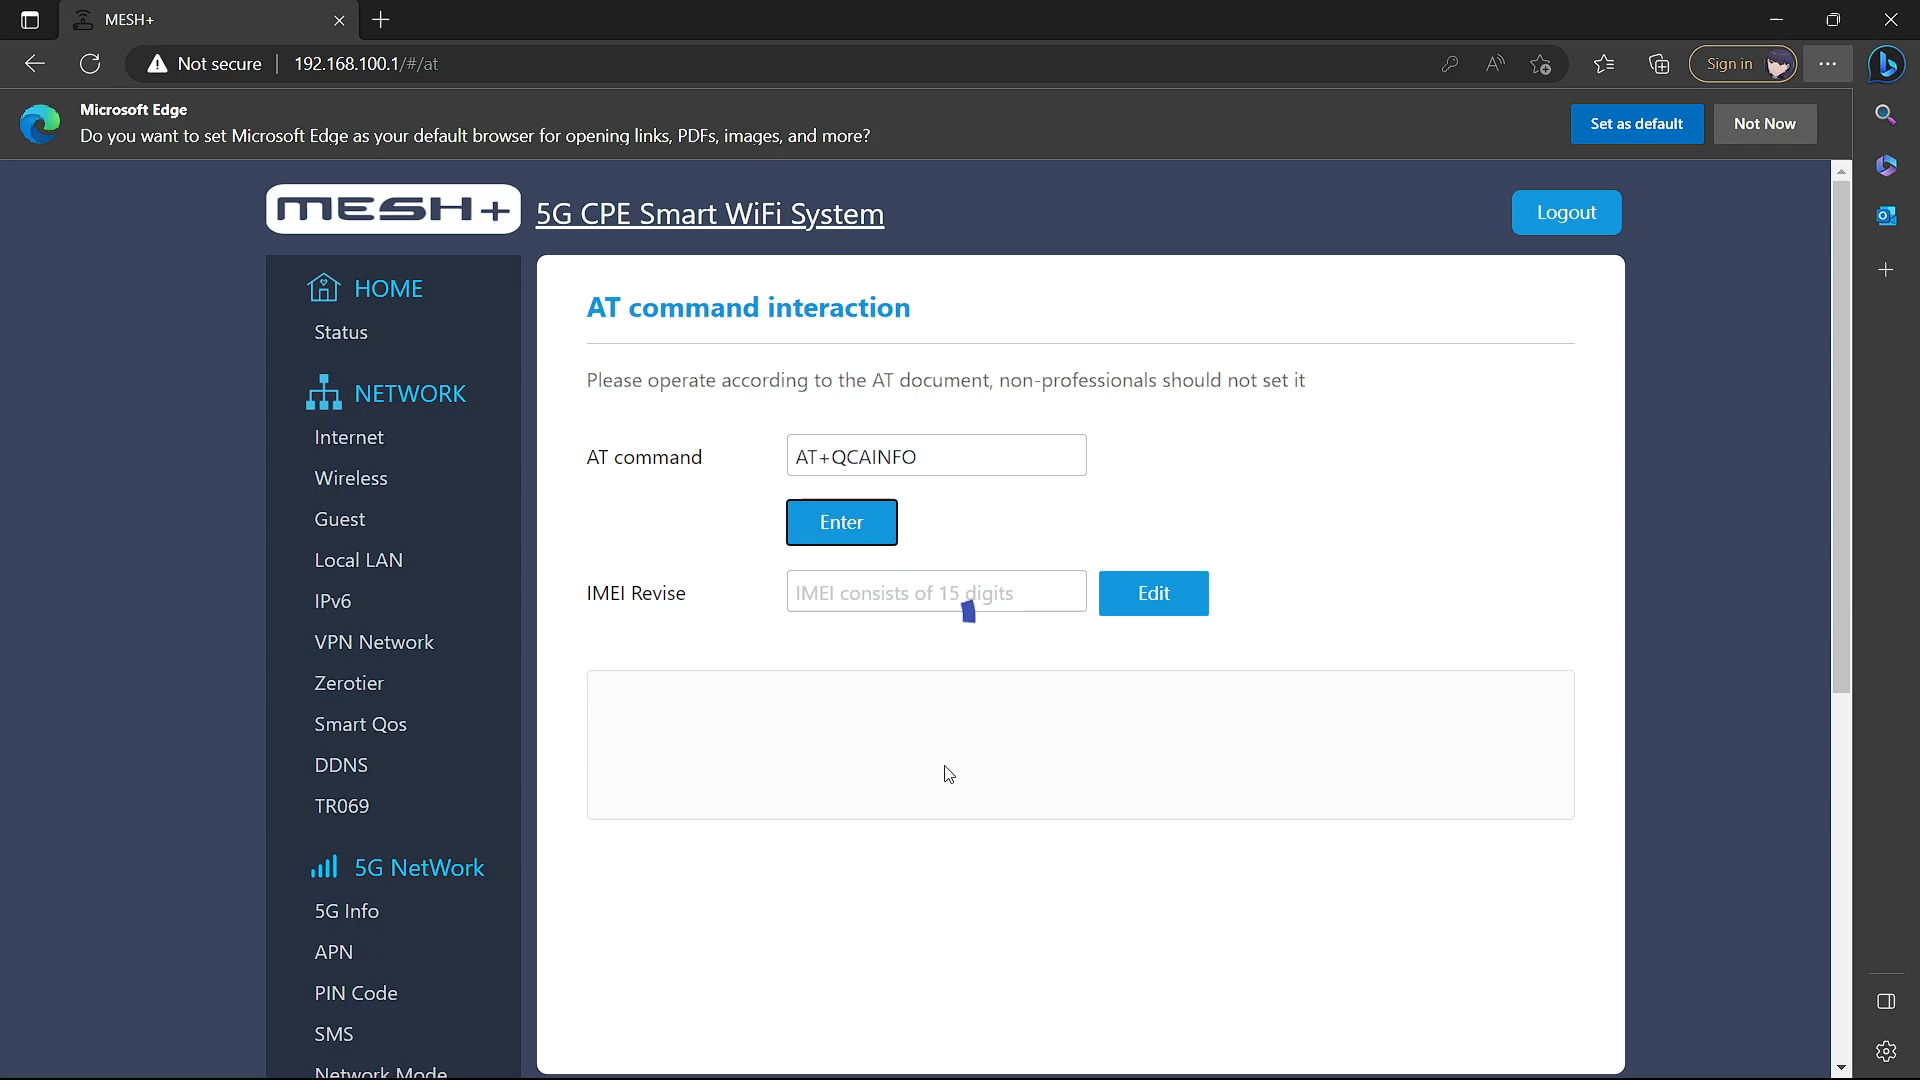 MESH+
Not secure
192.168.100.1/#/at
Sign in
Microsoft Edge
Do you want to set Microsoft Edge as your default browser for opening links, PDFs, images, and more?
Set as default
Not Now
MESH+
5G CPE Smart WiFi System
Logout
HOME
Status
NETWORK
Internet
Wireless
Guest
Local LAN
IPv6
VPN Network
Zerotier
Smart Qos
DDNS
TR069
5G NetWork
5G Info
APN
PIN Code
SMS
Network Mode
AT command interaction
Please operate according to the AT document, non-professionals should not set it
AT command
AT+QCAINFO
Enter
IMEI Revise
IMEI consists of 15 digits
Edit